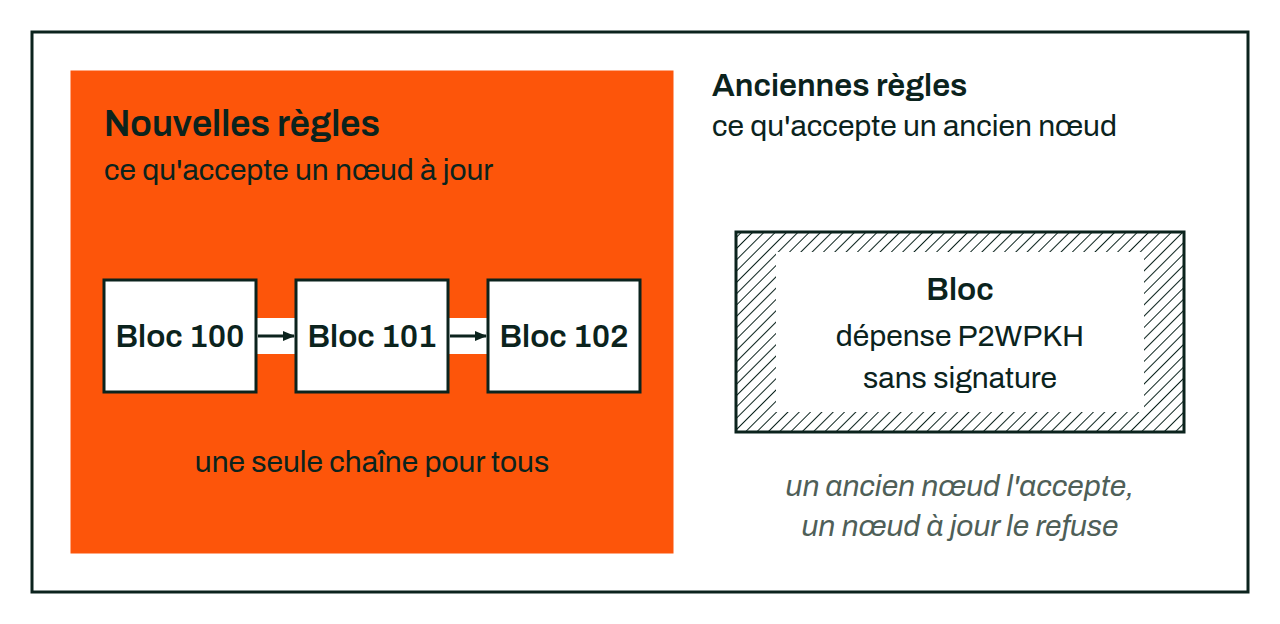 Nouvelles règles
ce qu'accepte un nœud à jour
Bloc 100
Bloc 101
Bloc 102
une seule chaîne pour tous
Anciennes règles
ce qu'accepte un ancien nœud
Bloc
dépense P2WPKH
sans signature
un ancien nœud l'accepte,
un nœud à jour le refuse